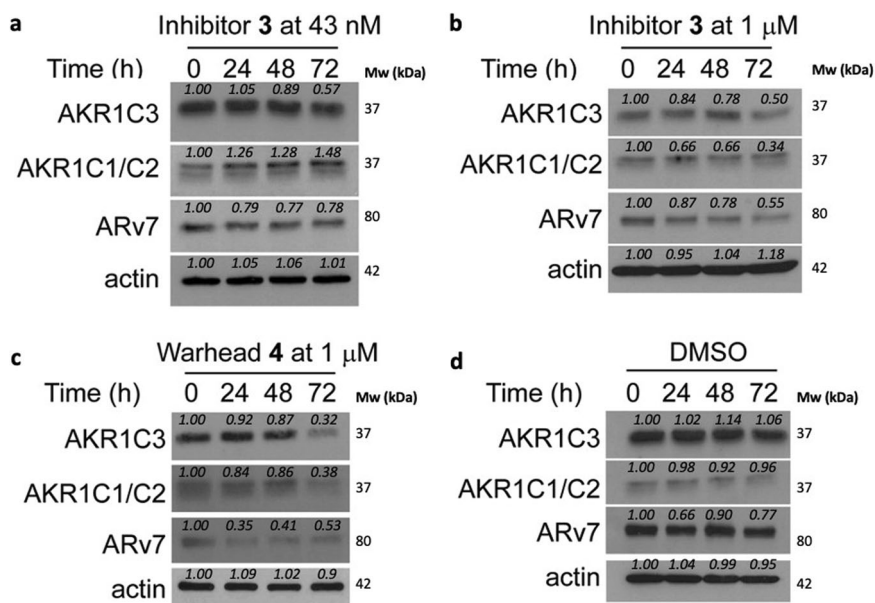 a
Inhibitor 3 at 43 nM
Time (h) 0 24 48 72 Mw (kDa)
AKR1C3 1.00 1.05 0.89 0.57 37
AKR1C1/C2 1.00 1.26 1.28 1.48 37
ARv7 1.00 0.79 0.77 0.78 80
actin 1.00 1.05 1.06 1.01 42
b
Inhibitor 3 at 1 μM
Time (h) 0 24 48 72 Mw (kDa)
AKR1C3 1.00 0.84 0.78 0.50 37
AKR1C1/C2 1.00 0.66 0.66 0.34 37
ARv7 1.00 0.87 0.78 0.55 80
actin 1.00 0.95 1.04 1.18 42
c
Warhead 4 at 1 μM
Time (h) 0 24 48 72 Mw (kDa)
AKR1C3 1.00 0.92 0.87 0.32 37
AKR1C1/C2 1.00 0.84 0.86 0.38 37
ARv7 1.00 0.35 0.41 0.53 80
actin 1.00 1.09 1.02 0.9 42
d
DMSO
Time (h) 0 24 48 72 Mw (kDa)
AKR1C3 1.00 1.02 1.14 1.06 37
AKR1C1/C2 1.00 0.98 0.92 0.96 37
ARv7 1.00 0.66 0.90 0.77 80
actin 1.00 1.04 0.99 0.95 42